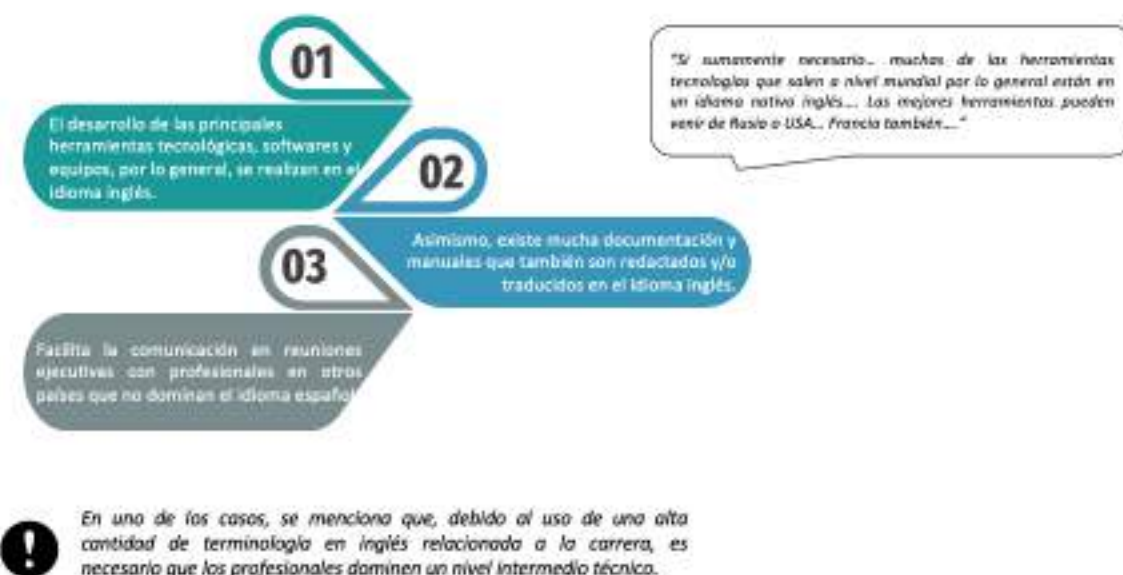 01
El desarrollo de las principales
herramientas tecnológicas, softwares y
equipos, por lo general, se realizan en el
idioma inglés.
"Sí sumamente necesario... muchas de las herramientas
tecnologías que salen a nivel mundial por lo general están en
un idioma nativo inglés.... Las mejores herramientas pueden
venir de Rusia o USA... Francia también...."
02
Asimismo, existe mucha documentación y
manuales que también son redactados y/o
traducidos en el idioma inglés.
03
Facilita la comunicación en reuniones
ejecutivas con profesionales en otros
países que no dominan el idioma español
En uno de los casos, se menciona que, debido al uso de una alta
cantidad de terminología en inglés relacionada a la carrera, es
necesario que los profesionales dominen un nivel intermedio técnico.